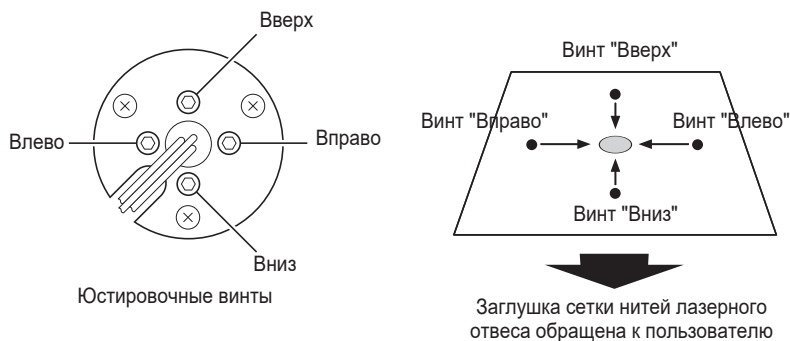 Вверх
Влево
Вправо
Вниз
Юстировочные винты
Винт "Вверх"
Винт "Вправо"
Винт "Влево"
Винт "Вниз"
Заглушка сетки нитей лазерного
отвеса обращена к пользователю